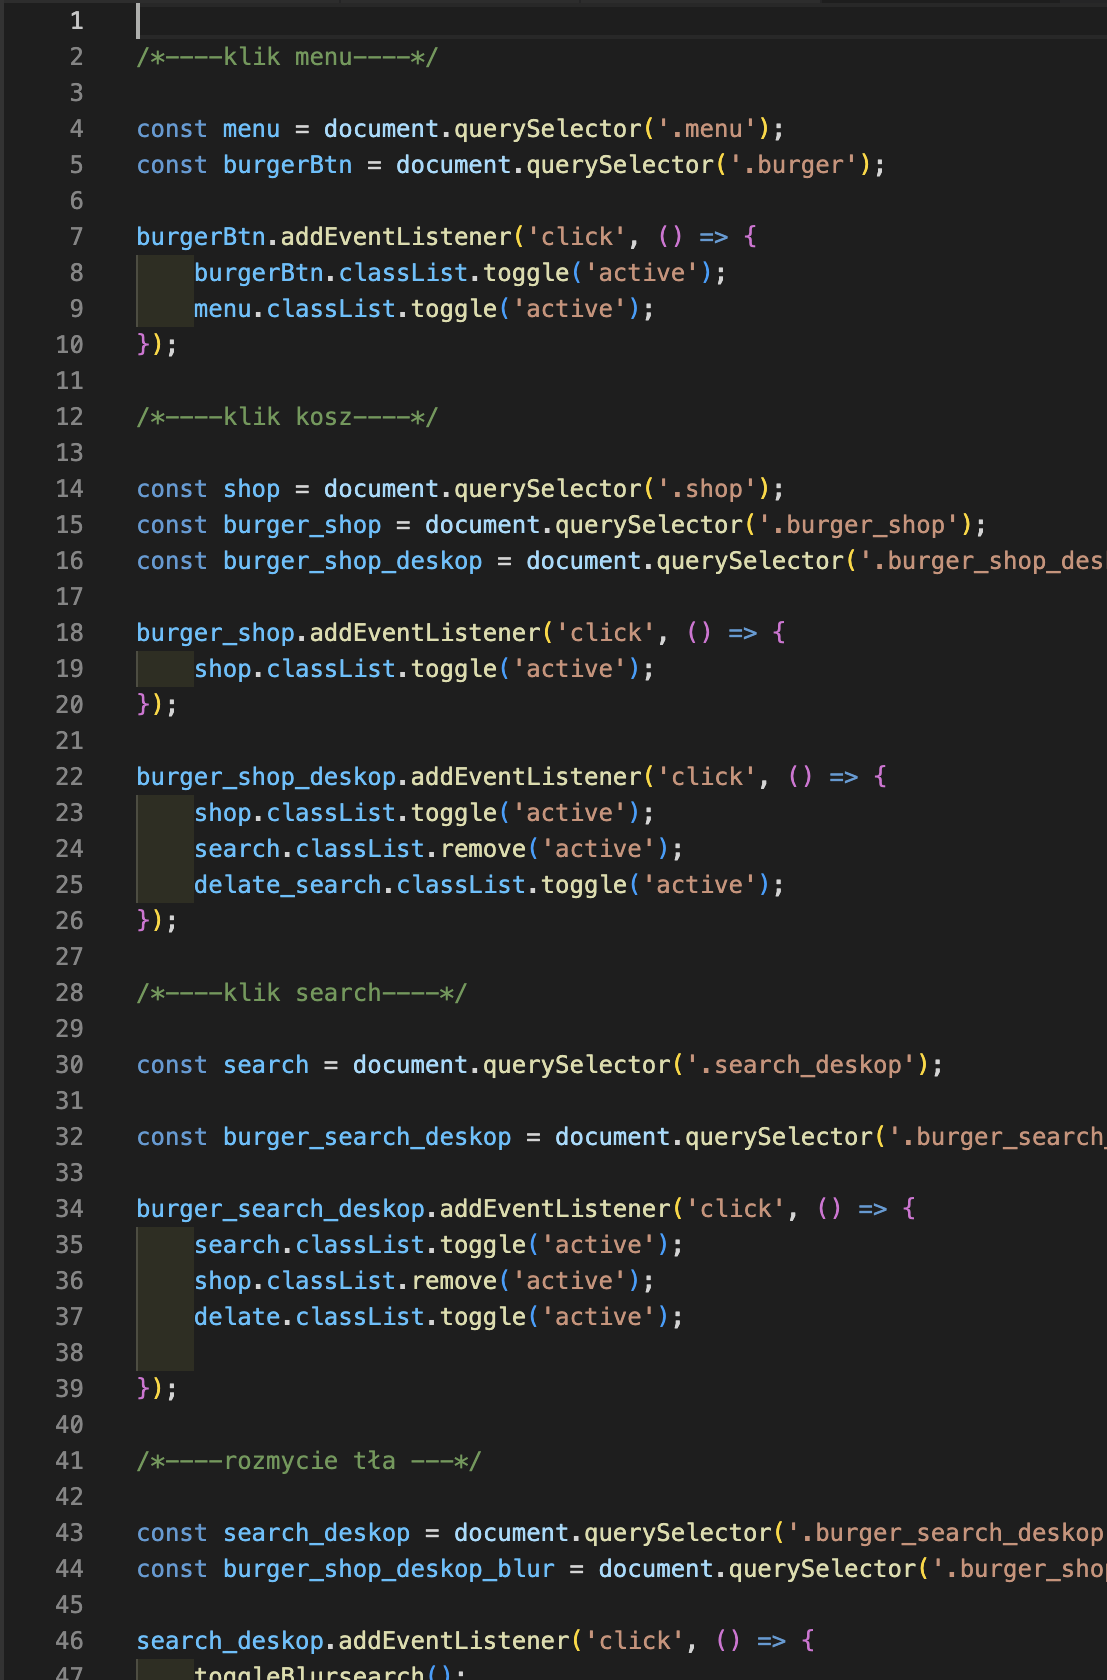 1
2 /*----klik menu----*/
3
4 const menu = document.querySelector('.menu');
5 const burgerBtn = document.querySelector('.burger');
6
7 burgerBtn.addEventListener('click', () => {
8     burgerBtn.classList.toggle('active');
9     menu.classList.toggle('active');
10 });
11
12 /*----klik kosz----*/
13
14 const shop = document.querySelector('.shop');
15 const burger_shop = document.querySelector('.burger_shop');
16 const burger_shop_deskop = document.querySelector('.burger_shop_des
17
18 burger_shop.addEventListener('click', () => {
19     shop.classList.toggle('active');
20 });
21
22 burger_shop_deskop.addEventListener('click', () => {
23     shop.classList.toggle('active');
24     search.classList.remove('active');
25     delate_search.classList.toggle('active');
26 });
27
28 /*----klik search----*/
29
30 const search = document.querySelector('.search_deskop');
31
32 const burger_search_deskop = document.querySelector('.burger_search_
33
34 burger_search_deskop.addEventListener('click', () => {
35     search.classList.toggle('active');
36     shop.classList.remove('active');
37     delate.classList.toggle('active');
38
39 });
40
41 /*----rozmycie tła ---*/
42
43 const search_deskop = document.querySelector('.burger_search_deskop
44 const burger_shop_deskop_blur = document.querySelector('.burger_sho
45
46 search_deskop.addEventListener('click', () => {
47     toggleBlursearch();